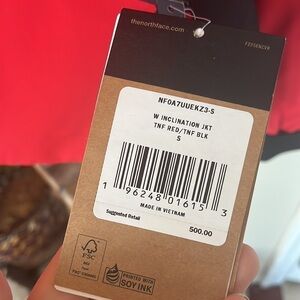 thenorthface.com
NF0A7UUEKZ3-S
W INCLINATION JKT
TNF RED/TNF BLK
S
1 96248 01615 3
MADE IN VIETNAM
Suggested Retail
500.00
FSC
MIX
PRINTED WITH
SOY INK